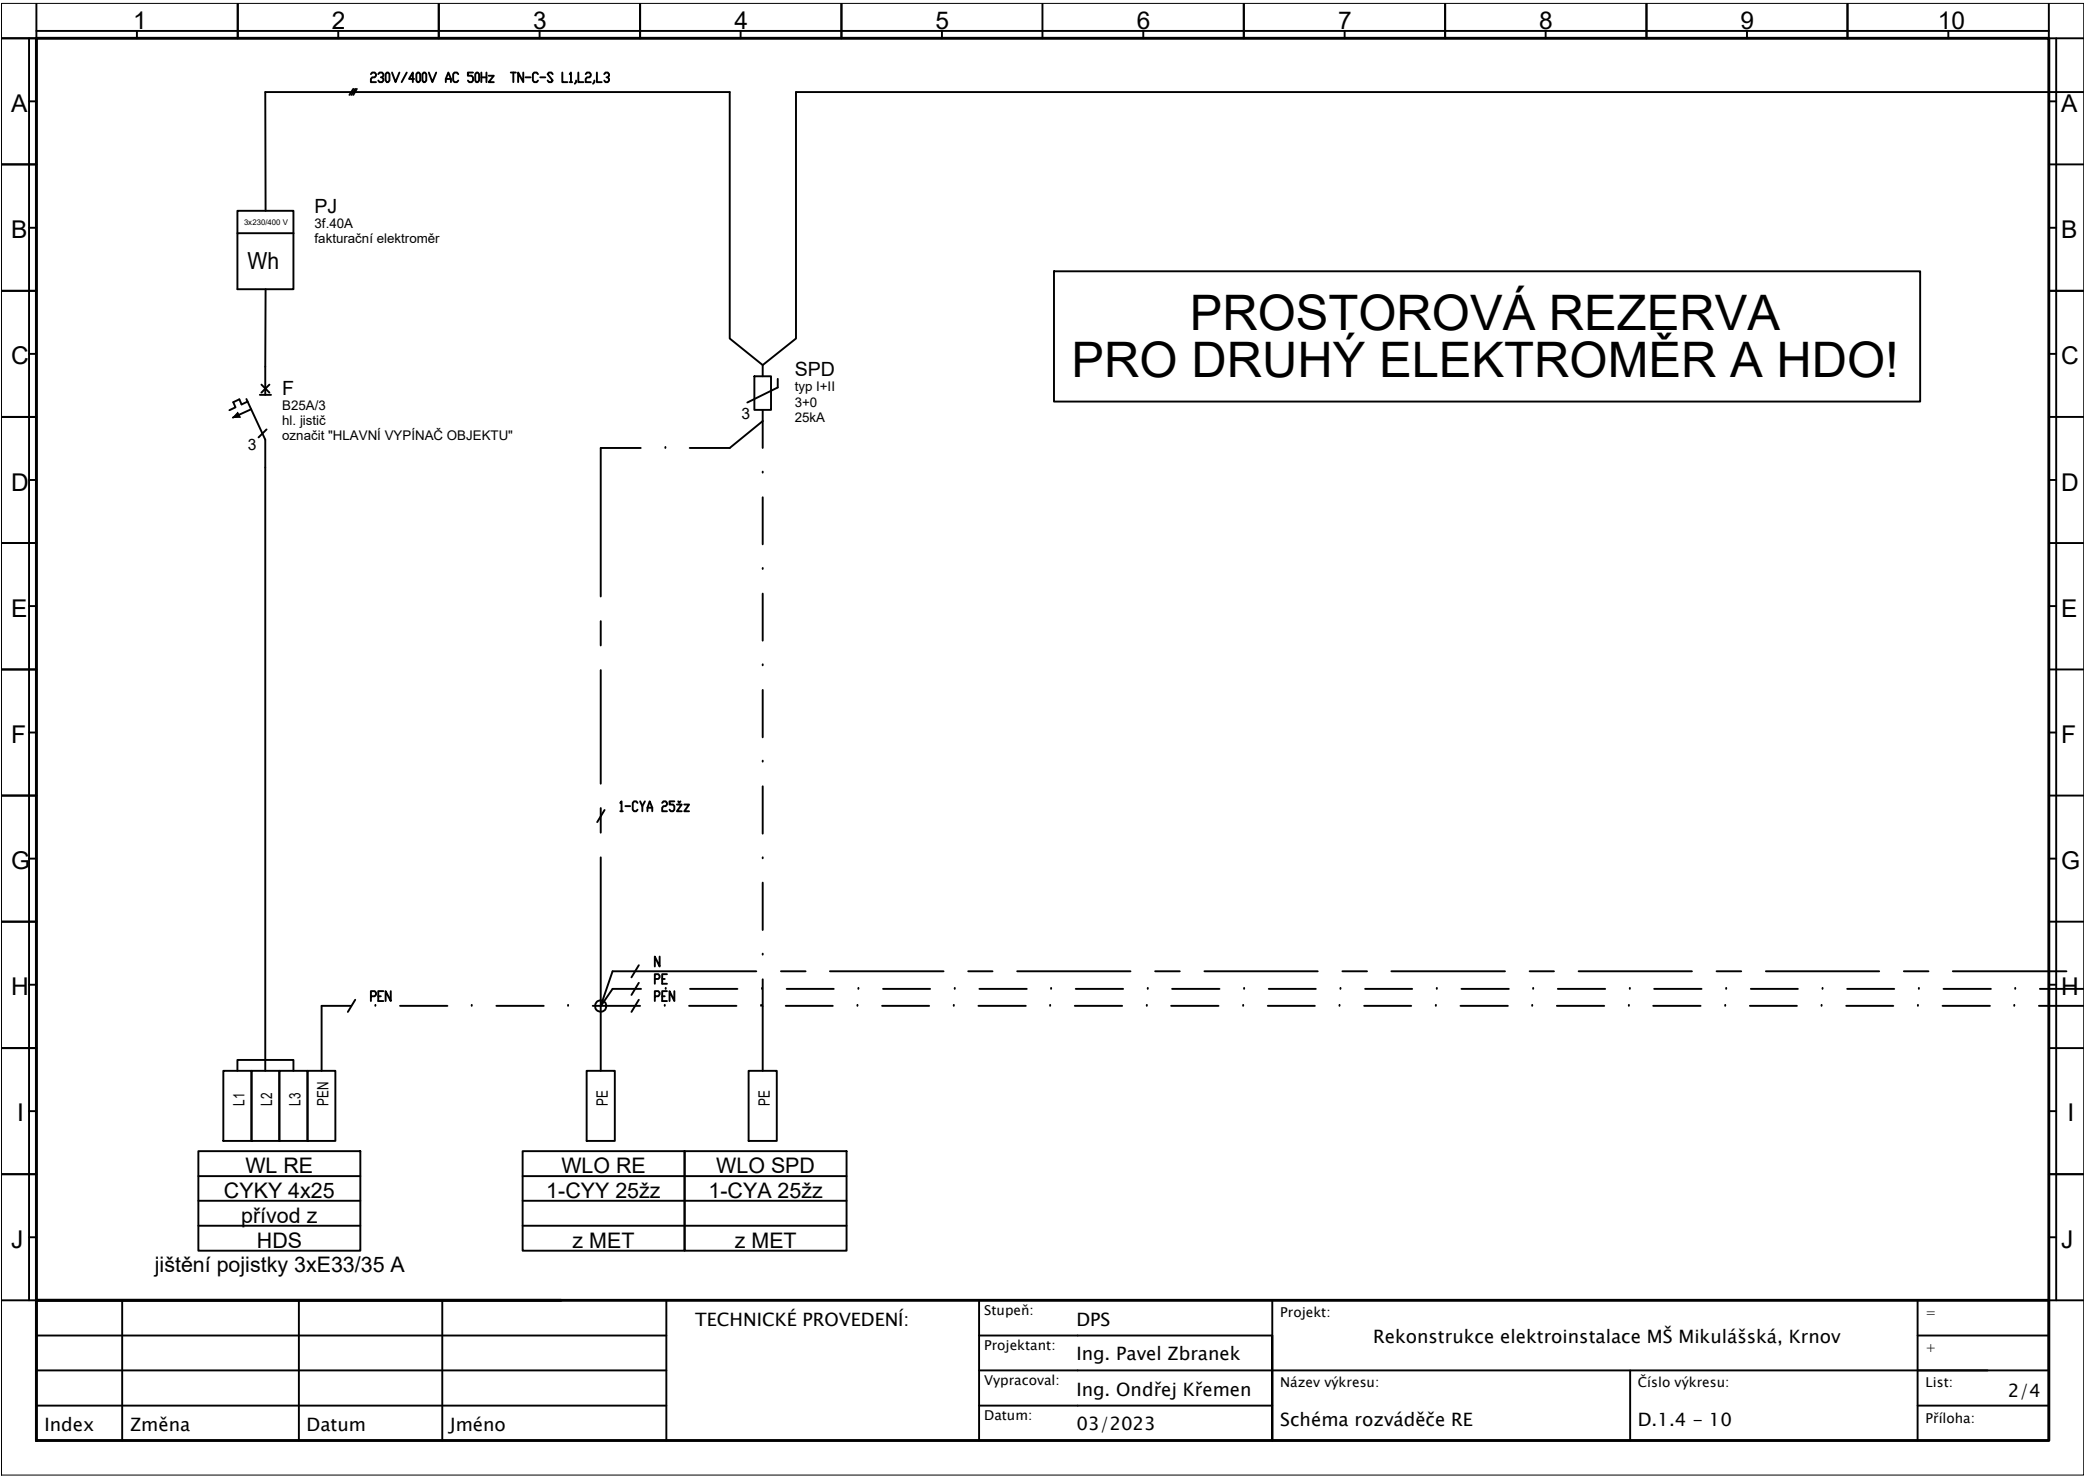 1 2 3 4 5 6 7 8 9 10
230V/400V AC 50Hz TN-C-S L1,L2,L3
A A
B B
C C
D D
E E
F F
G G
H H
I I
J J
3x230/400 V
Wh
PJ
3f.40A
fakturační elektroměr
PROSTOROVÁ REZERVA
PRO DRUHÝ ELEKTROMĚR A HDO!
F
B25A/3
hl. jistič
označit "HLAVNÍ VYPÍNAČ OBJEKTU"
3
SPD
typ I+II
3+0
25kA
3
1-CYA 25žz
N
PE
PEN
PEN
L1 L2 L3 PEN
PE
PE
WL RE
CYKY 4x25
přívod z
HDS
jištění pojistky 3xE33/35 A
WLO RE
1-CYY 25žz
z MET
WLO SPD
1-CYA 25žz
z MET
Index Změna Datum Jméno
TECHNICKÉ PROVEDENÍ:
Stupeň: DPS
Projektant: Ing. Pavel Zbranek
Vypracoval: Ing. Ondřej Křemen
Datum: 03/2023
Projekt:
Rekonstrukce elektroinstalace MŠ Mikulášská, Krnov
Název výkresu:
Schéma rozváděče RE
Číslo výkresu:
D.1.4 - 10
=
+
List: 2/4
Příloha: